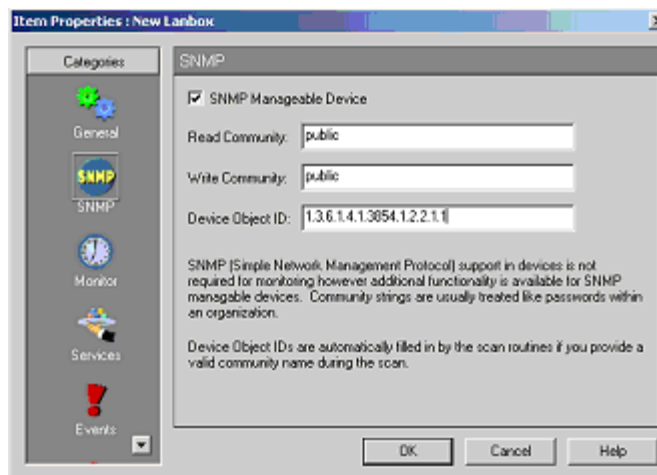 Item Properties : New Lanbox
Categories
General
SNMP
SNMP
Monitor
Services
Events
SNMP
SNMP Manageable Device
Read Community: public
Write Community: public
Device Object ID: 1.3.6.1.4.1.3854.1.2.2.1.1
SNMP (Simple Network Management Protocol) support in devices is not
required for monitoring however additional functionality is available for SNMP
managable devices. Community strings are usually treated like passwords within
an organization.
Device Object IDs are automatically filled in by the scan routines if you provide a
valid community name during the scan.
OK
Cancel
Help